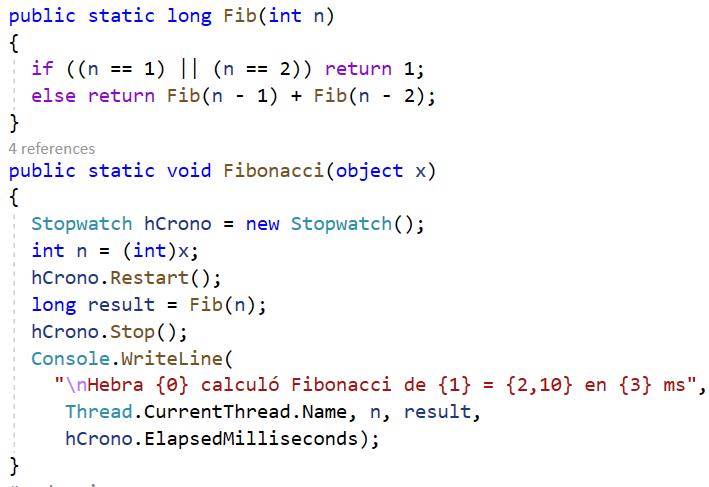 public static long Fib(int n)
{
if ((n == 1) || (n == 2)) return 1;
else return Fib(n - 1) + Fib(n - 2);
}
4 references
public static void Fibonacci(object x)
{
Stopwatch hCrono = new Stopwatch();
int n = (int)x;
hCrono.Restart();
long result = Fib(n);
hCrono.Stop();
Console.WriteLine(
"\nHebra {0} calculó Fibonacci de {1} = {2,10} en {3} ms",
Thread.CurrentThread.Name, n, result,
hCrono.ElapsedMilliseconds);
}